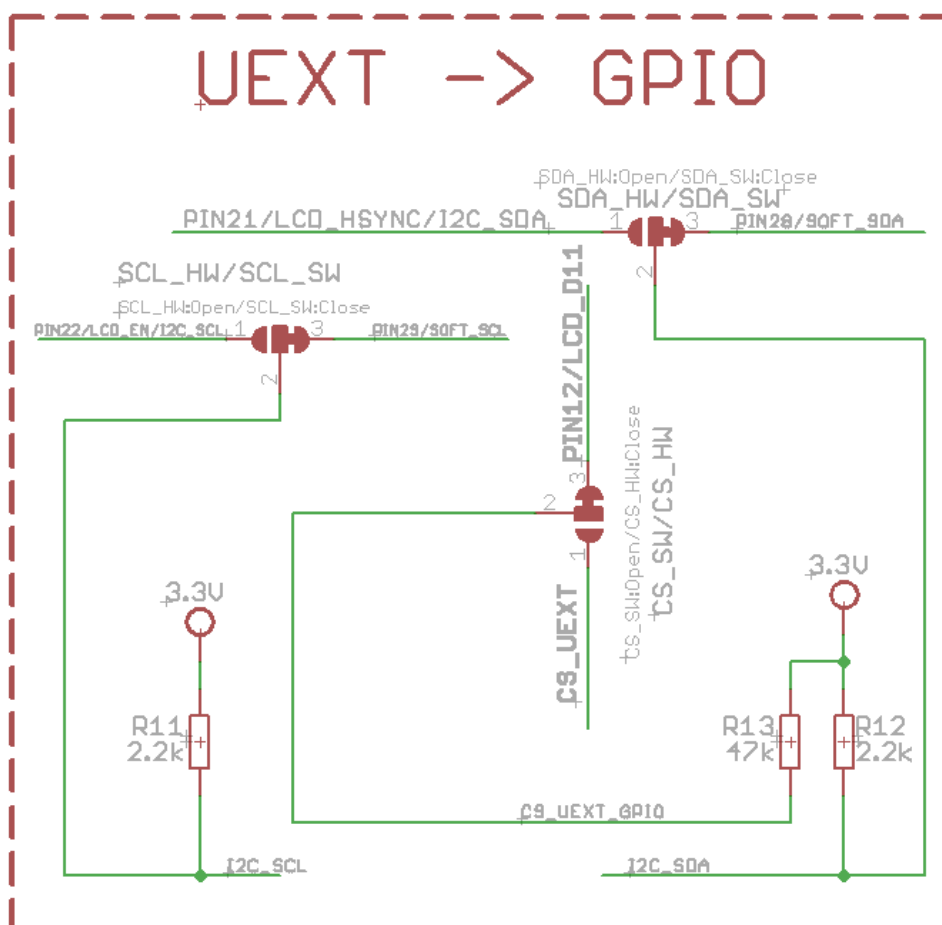 UEXT -> GPIO
SDA_HW:Open/SDA_SW:Close
SDA_HW/SDA_SW
PIN21/LCD_HSYNC/I2C_SDA
1
3
PIN28/SOFT_SDA
2
SCL_HW/SCL_SW
SCL_HW:Open/SCL_SW:Close
PIN22/LCD_EN/I2C_SCL
1
3
PIN29/SOFT_SCL
2
PIN12/LCD_D11
3
2
1
CS_SW:Open/CS_HW:Close
CS_SW/CS_HW
CS_UEXT
3.3V
3.3V
R11
2.2k
R13
47k
R12
2.2k
CS_UEXT_GPIO
I2C_SCL
I2C_SDA